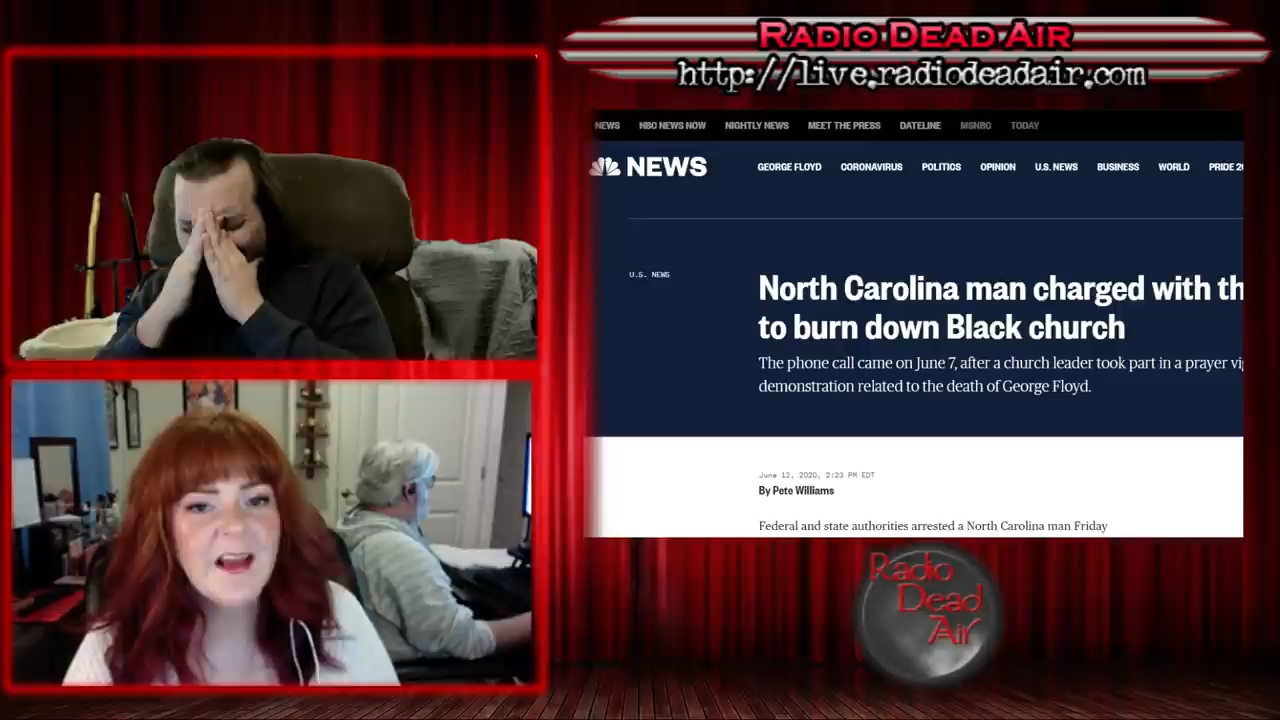 RADIO DEAD AIR
http://live.radiodeadair.com
NEWS NBC NEWS NOW NIGHTLY NEWS MEET THE PRESS DATELINE MSNBC TODAY
NEWS GEORGE FLOYD CORONAVIRUS POLITICS OPINION U.S. NEWS BUSINESS WORLD PRIDE
U.S. NEWS
North Carolina man charged with th
to burn down Black church
The phone call came on June 7, after a church leader took part in a prayer vi
demonstration related to the death of George Floyd.
June 12, 2020, 2:23 PM EDT
By Pete Williams
Federal and state authorities arrested a North Carolina man Friday
Radio
Dead
Air